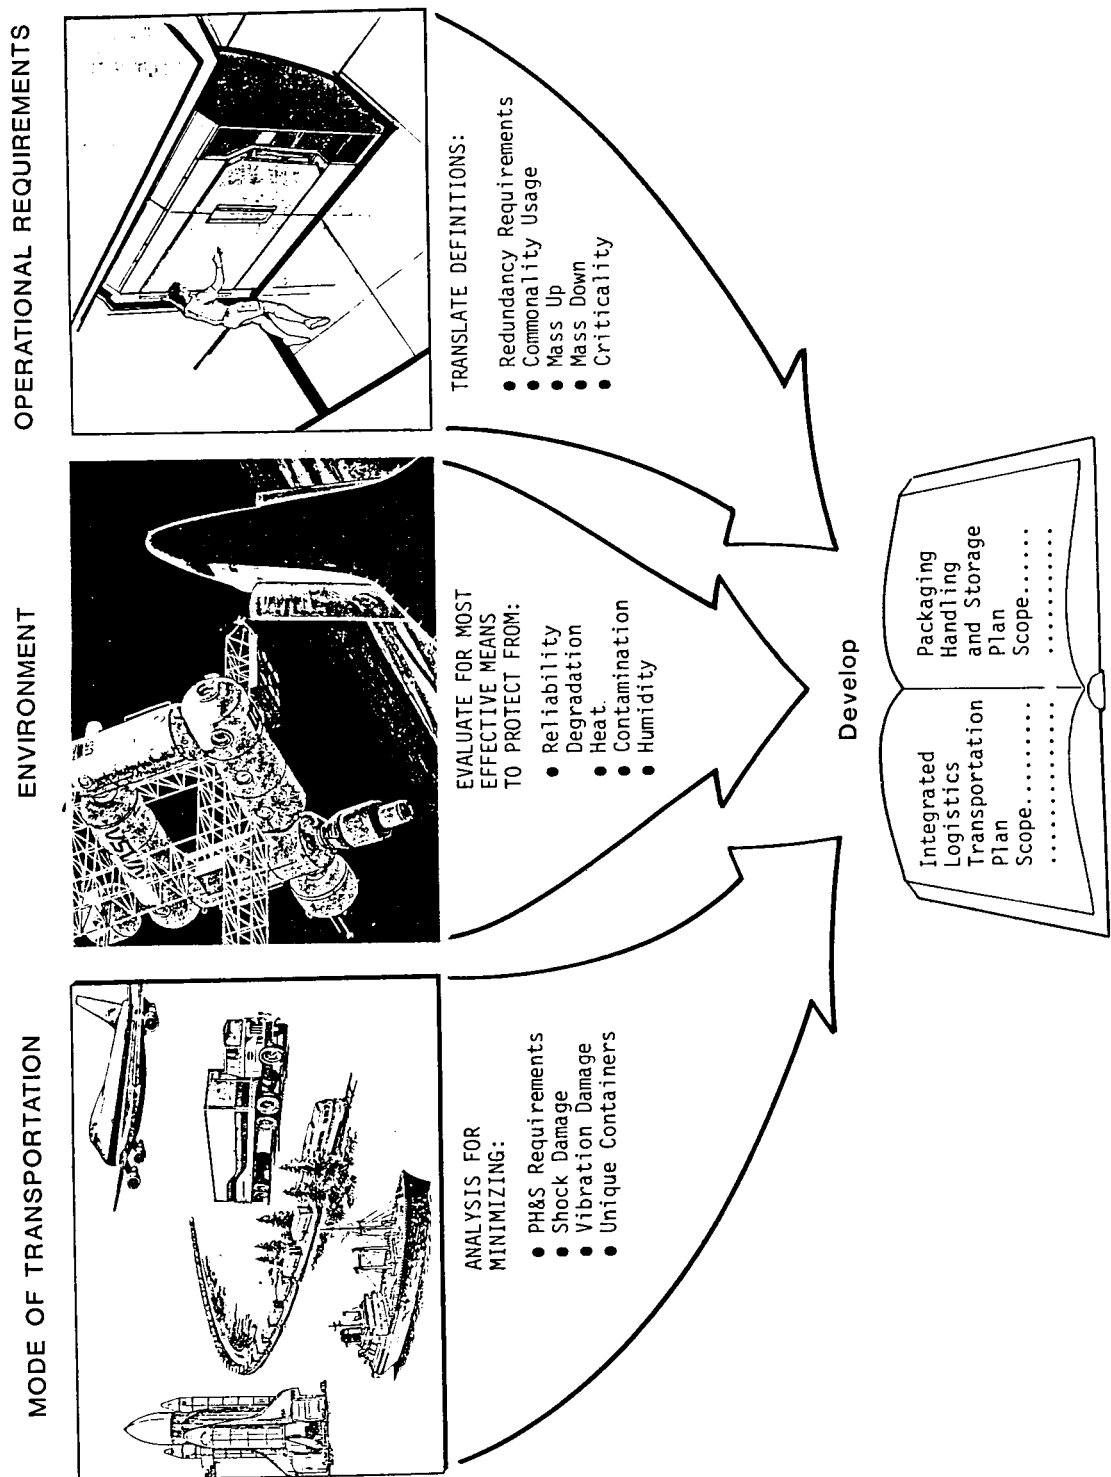 MODE OF TRANSPORTATION
ANALYSIS FOR
MINIMIZING:
● PH&S Requirements
● Shock Damage
● Vibration Damage
● Unique Containers
ENVIRONMENT
USA
EVALUATE FOR MOST
EFFECTIVE MEANS
TO PROTECT FROM:
● Reliability
Degradation
● Heat.
● Contamination
● Humidity
OPERATIONAL REQUIREMENTS
TRANSLATE DEFINITIONS:
● Redundancy Requirements
● Commonality Usage
● Mass Up
● Mass Down
● Criticality
Develop
Integrated
Logistics
Transportation
Plan
Scope.........
.............
Packaging
Handling
and Storage
Plan
Scope......
..........